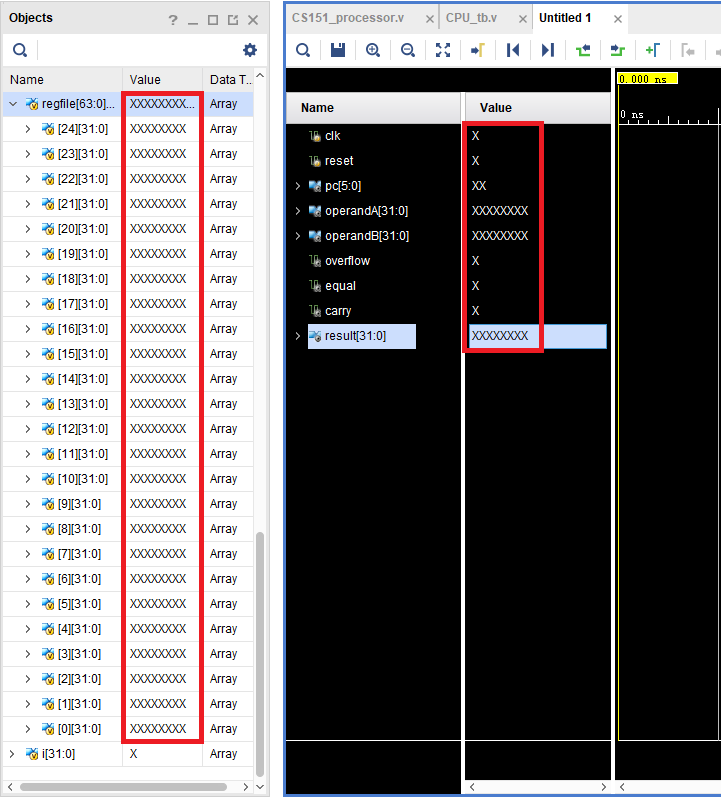 Objects
Name Value Data T...
regfile[63:0]... XXXXXXXX... Array
[24][31:0] XXXXXXXX Array
[23][31:0] XXXXXXXX Array
[22][31:0] XXXXXXXX Array
[21][31:0] XXXXXXXX Array
[20][31:0] XXXXXXXX Array
[19][31:0] XXXXXXXX Array
[18][31:0] XXXXXXXX Array
[17][31:0] XXXXXXXX Array
[16][31:0] XXXXXXXX Array
[15][31:0] XXXXXXXX Array
[14][31:0] XXXXXXXX Array
[13][31:0] XXXXXXXX Array
[12][31:0] XXXXXXXX Array
[11][31:0] XXXXXXXX Array
[10][31:0] XXXXXXXX Array
[9][31:0] XXXXXXXX Array
[8][31:0] XXXXXXXX Array
[7][31:0] XXXXXXXX Array
[6][31:0] XXXXXXXX Array
[5][31:0] XXXXXXXX Array
[4][31:0] XXXXXXXX Array
[3][31:0] XXXXXXXX Array
[2][31:0] XXXXXXXX Array
[1][31:0] XXXXXXXX Array
[0][31:0] XXXXXXXX Array
i[31:0] X Array
CS151_processor.v CPU_tb.v Untitled 1
0.000 ns
Name Value
0 ns
clk X
reset X
pc[5:0] XX
operandA[31:0] XXXXXXXX
operandB[31:0] XXXXXXXX
overflow X
equal X
carry X
result[31:0] XXXXXXXX